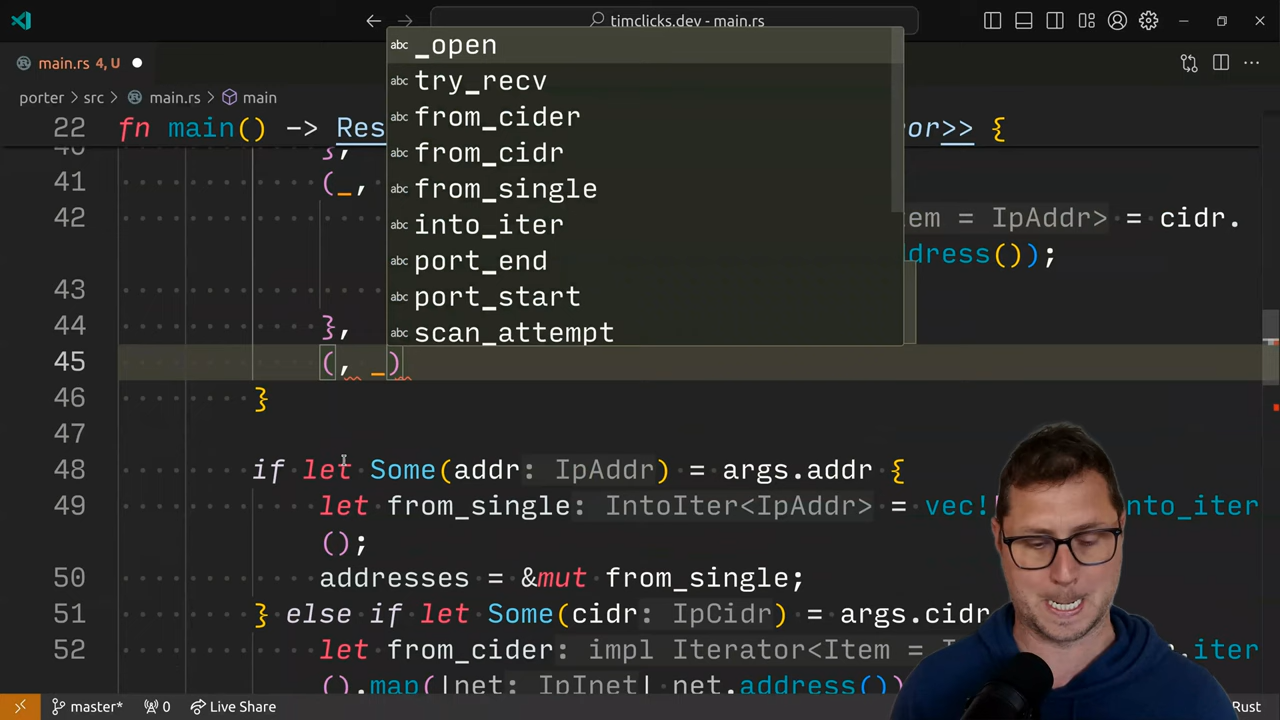 timclicks.dev - main.rs
main.rs 4, U
porter > src > main.rs > main
22 fn main() -> Res or>> {
_open
try_recv
from_cider
from_cidr
from_single
into_iter
port_end
port_start
scan_attempt
40 },
41 (_,
42 em = IpAddr> = cidr.
ddress());
43
44 },
45 (, _)
46 }
47
48 if let Some(addr: IpAddr) = args.addr {
49 let from_single: IntoIter<IpAddr> = vec! nto_iter
();
50 addresses = &mut from_single;
51 } else if let Some(cidr: IpCidr) = args.cidr
52 let from_cider: impl Iterator<Item = .iter
().map(|net: IpInet| net.address())
master* 0 Live Share Rust